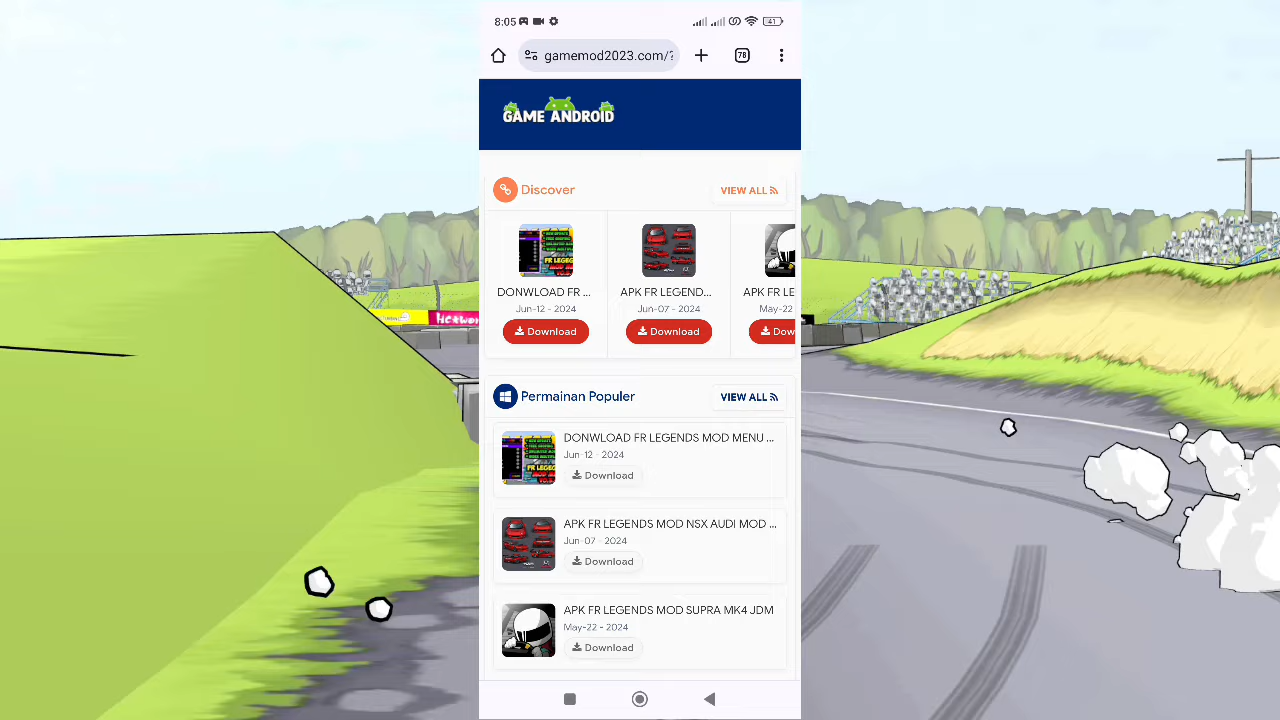 8:05
41
gamemod2023.com/?
78
GAME ANDROID
Discover
VIEW ALL
DONWLOAD FR ...
Jun-12 - 2024
Download
APK FR LEGEND...
Jun-07 - 2024
Download
APK FR LE
May-22
Dow
Permainan Populer
VIEW ALL
DONWLOAD FR LEGENDS MOD MENU ...
Jun-12 - 2024
Download
APK FR LEGENDS MOD NSX AUDI MOD ...
Jun-07 - 2024
Download
APK FR LEGENDS MOD SUPRA MK4 JDM
May-22 - 2024
Download